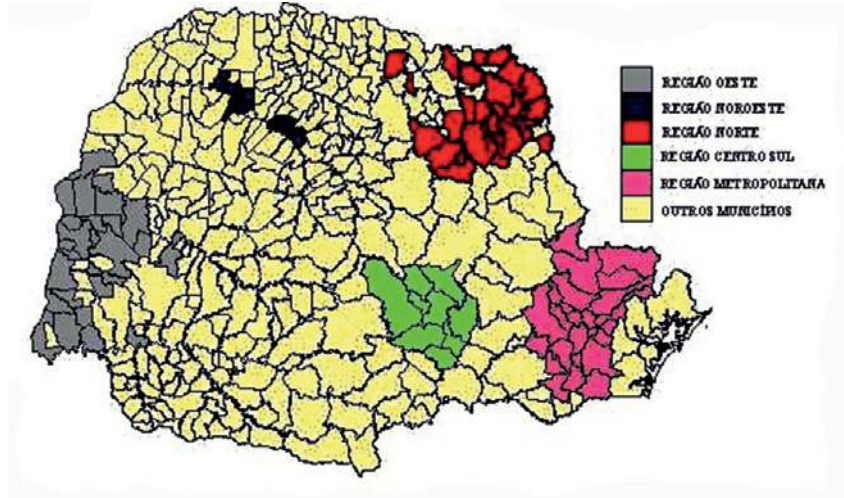 REGIÃO OESTE
REGIÃO NOROESTE
REGIÃO NORTE
REGIÃO CENTRO SUL
REGIÃO METROPOLITANA
OUTROS MUNICÍPIOS